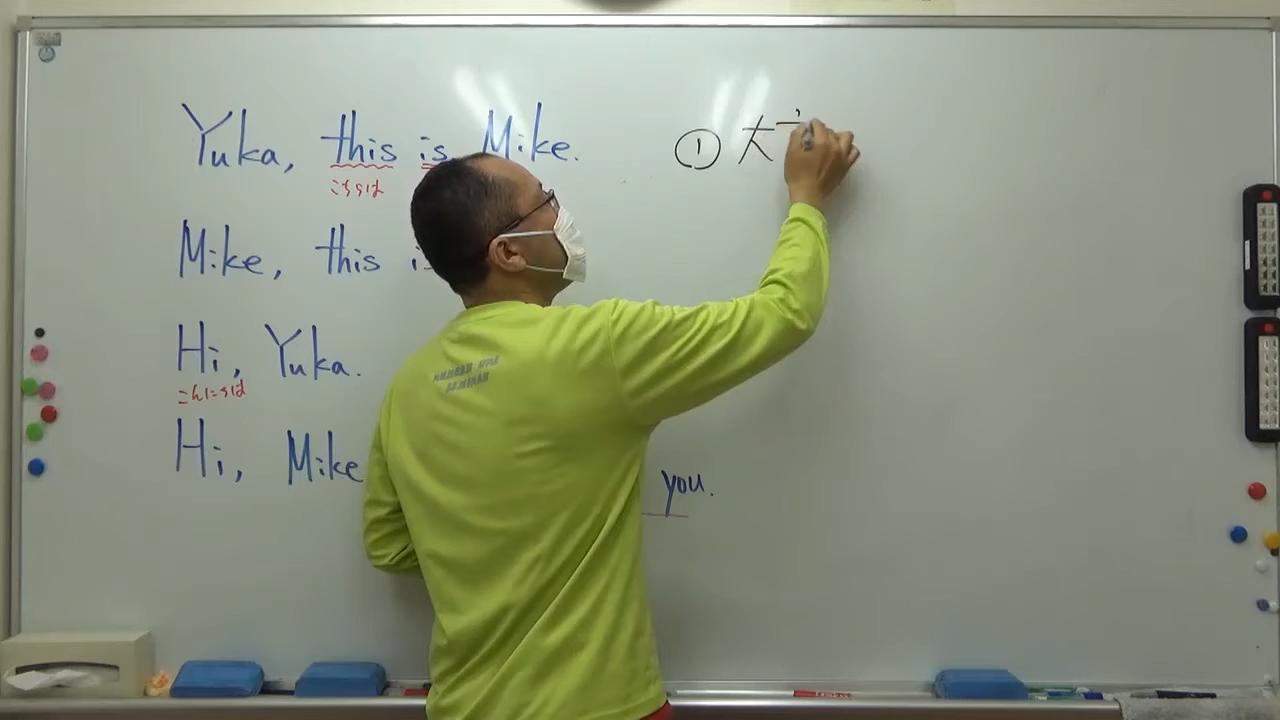 Yuka, this is Mike.
こちらは
Mike, this
Hi, Yuka.
こんにちは
Hi, Mike
you.
① 大